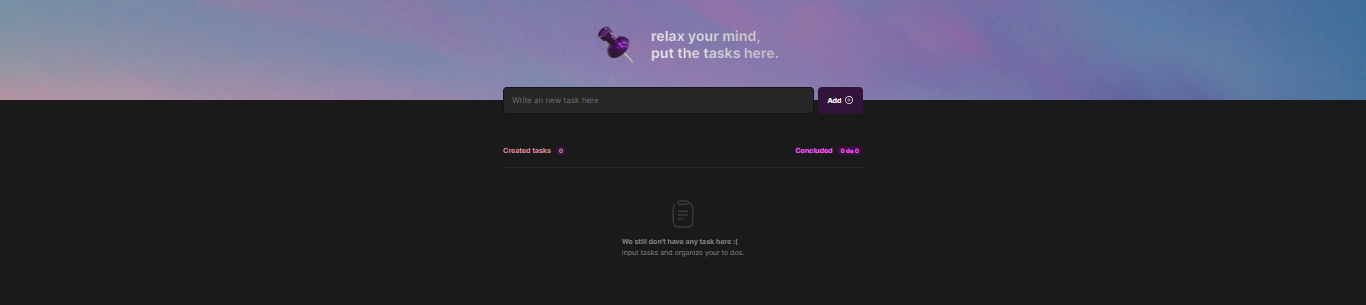 relax your mind,
put the tasks here.
Write an new task here
Add
Created tasks 0
Concluded 0 de 0
We still don't have any task here :(
Input tasks and organize your to dos.